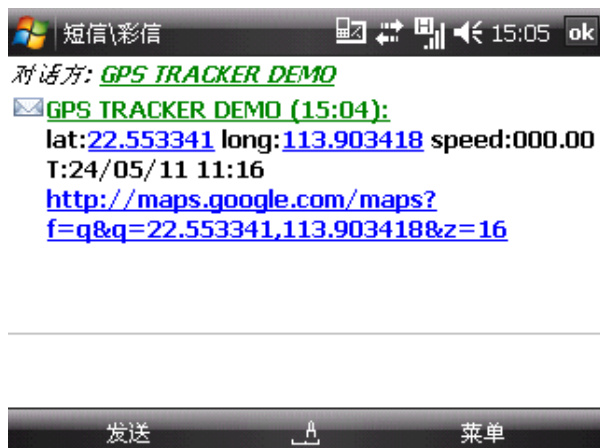 短信\彩信 15:05 ok
对话方: GPS TRACKER DEMO
GPS TRACKER DEMO (15:04):
lat:22.553341 long:113.903418 speed:000.00
T:24/05/11 11:16
http://maps.google.com/maps?
f=q&q=22.553341,113.903418&z=16
发送 菜单